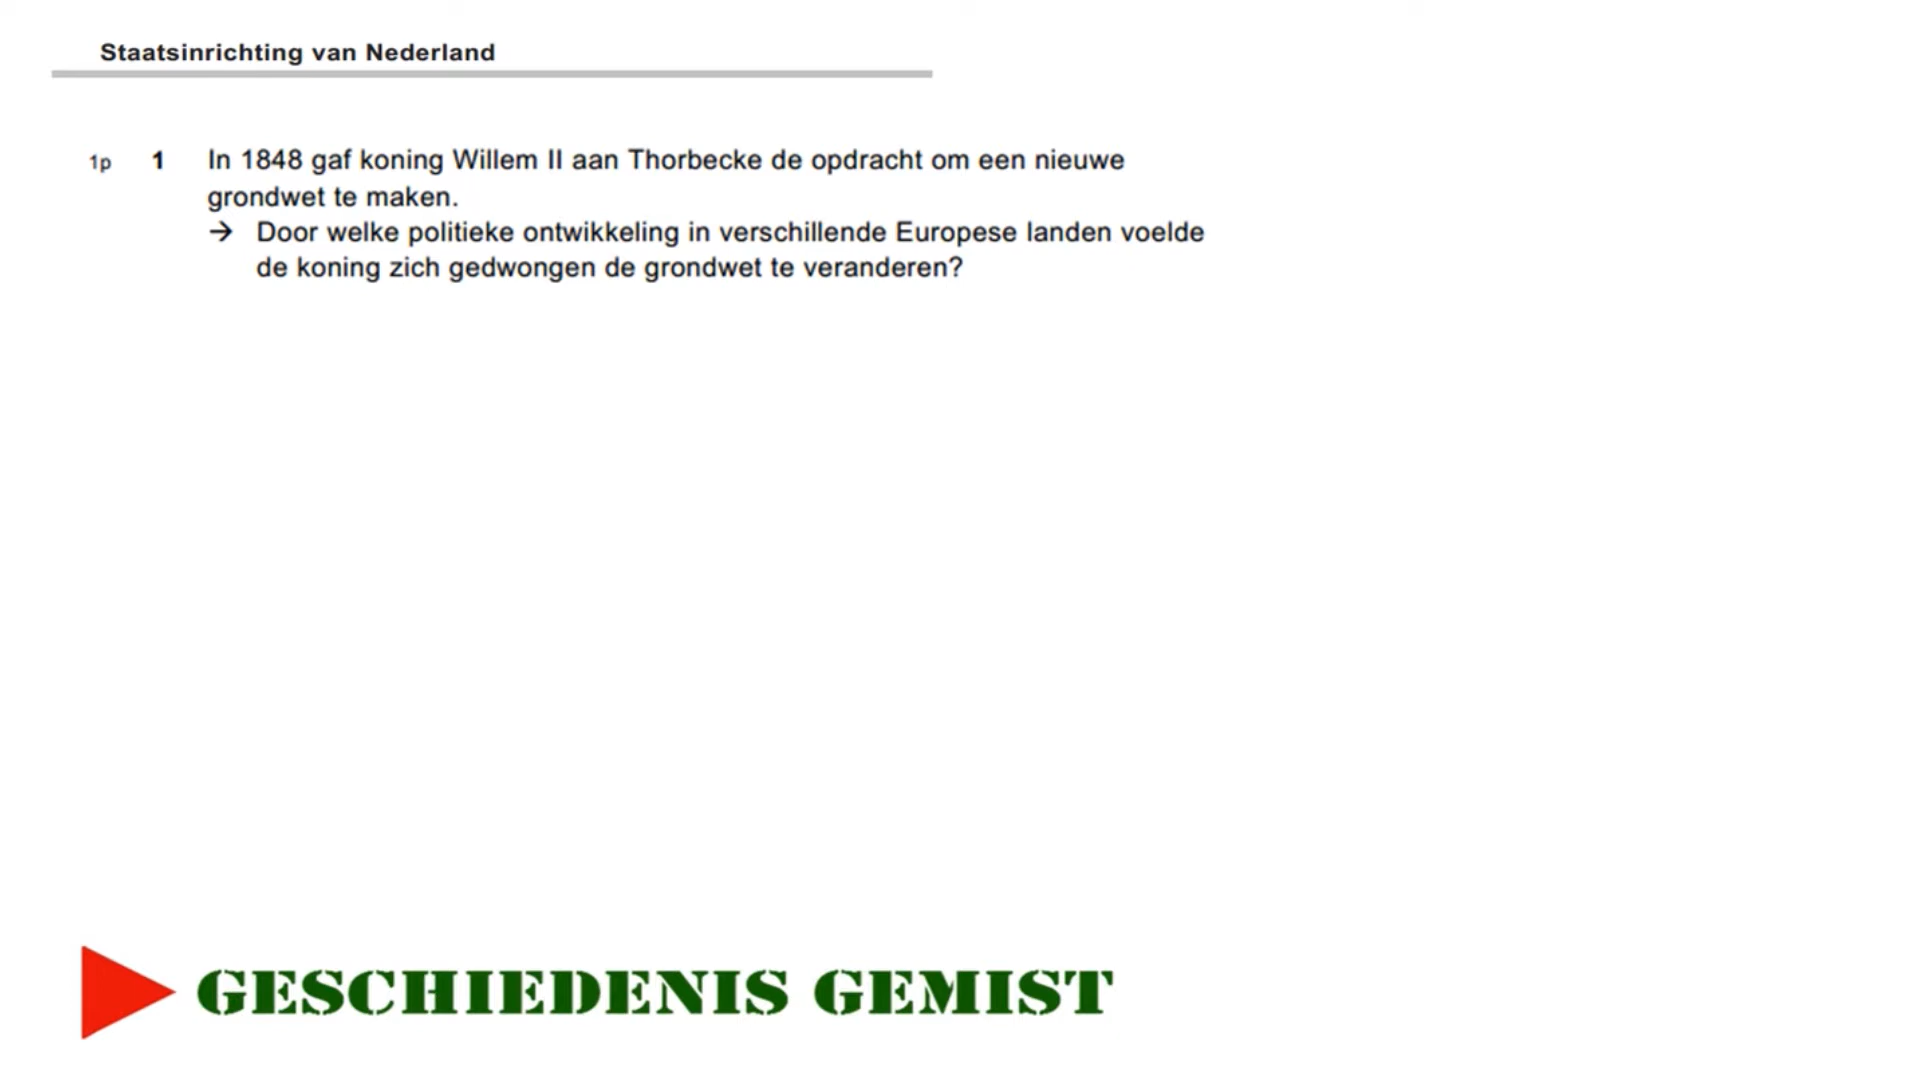 Staatsinrichting van Nederland
1p 1 In 1848 gaf koning Willem II aan Thorbecke de opdracht om een nieuwe
grondwet te maken.
→ Door welke politieke ontwikkeling in verschillende Europese landen voelde
de koning zich gedwongen de grondwet te veranderen?
GESCHIEDENIS GEMIST